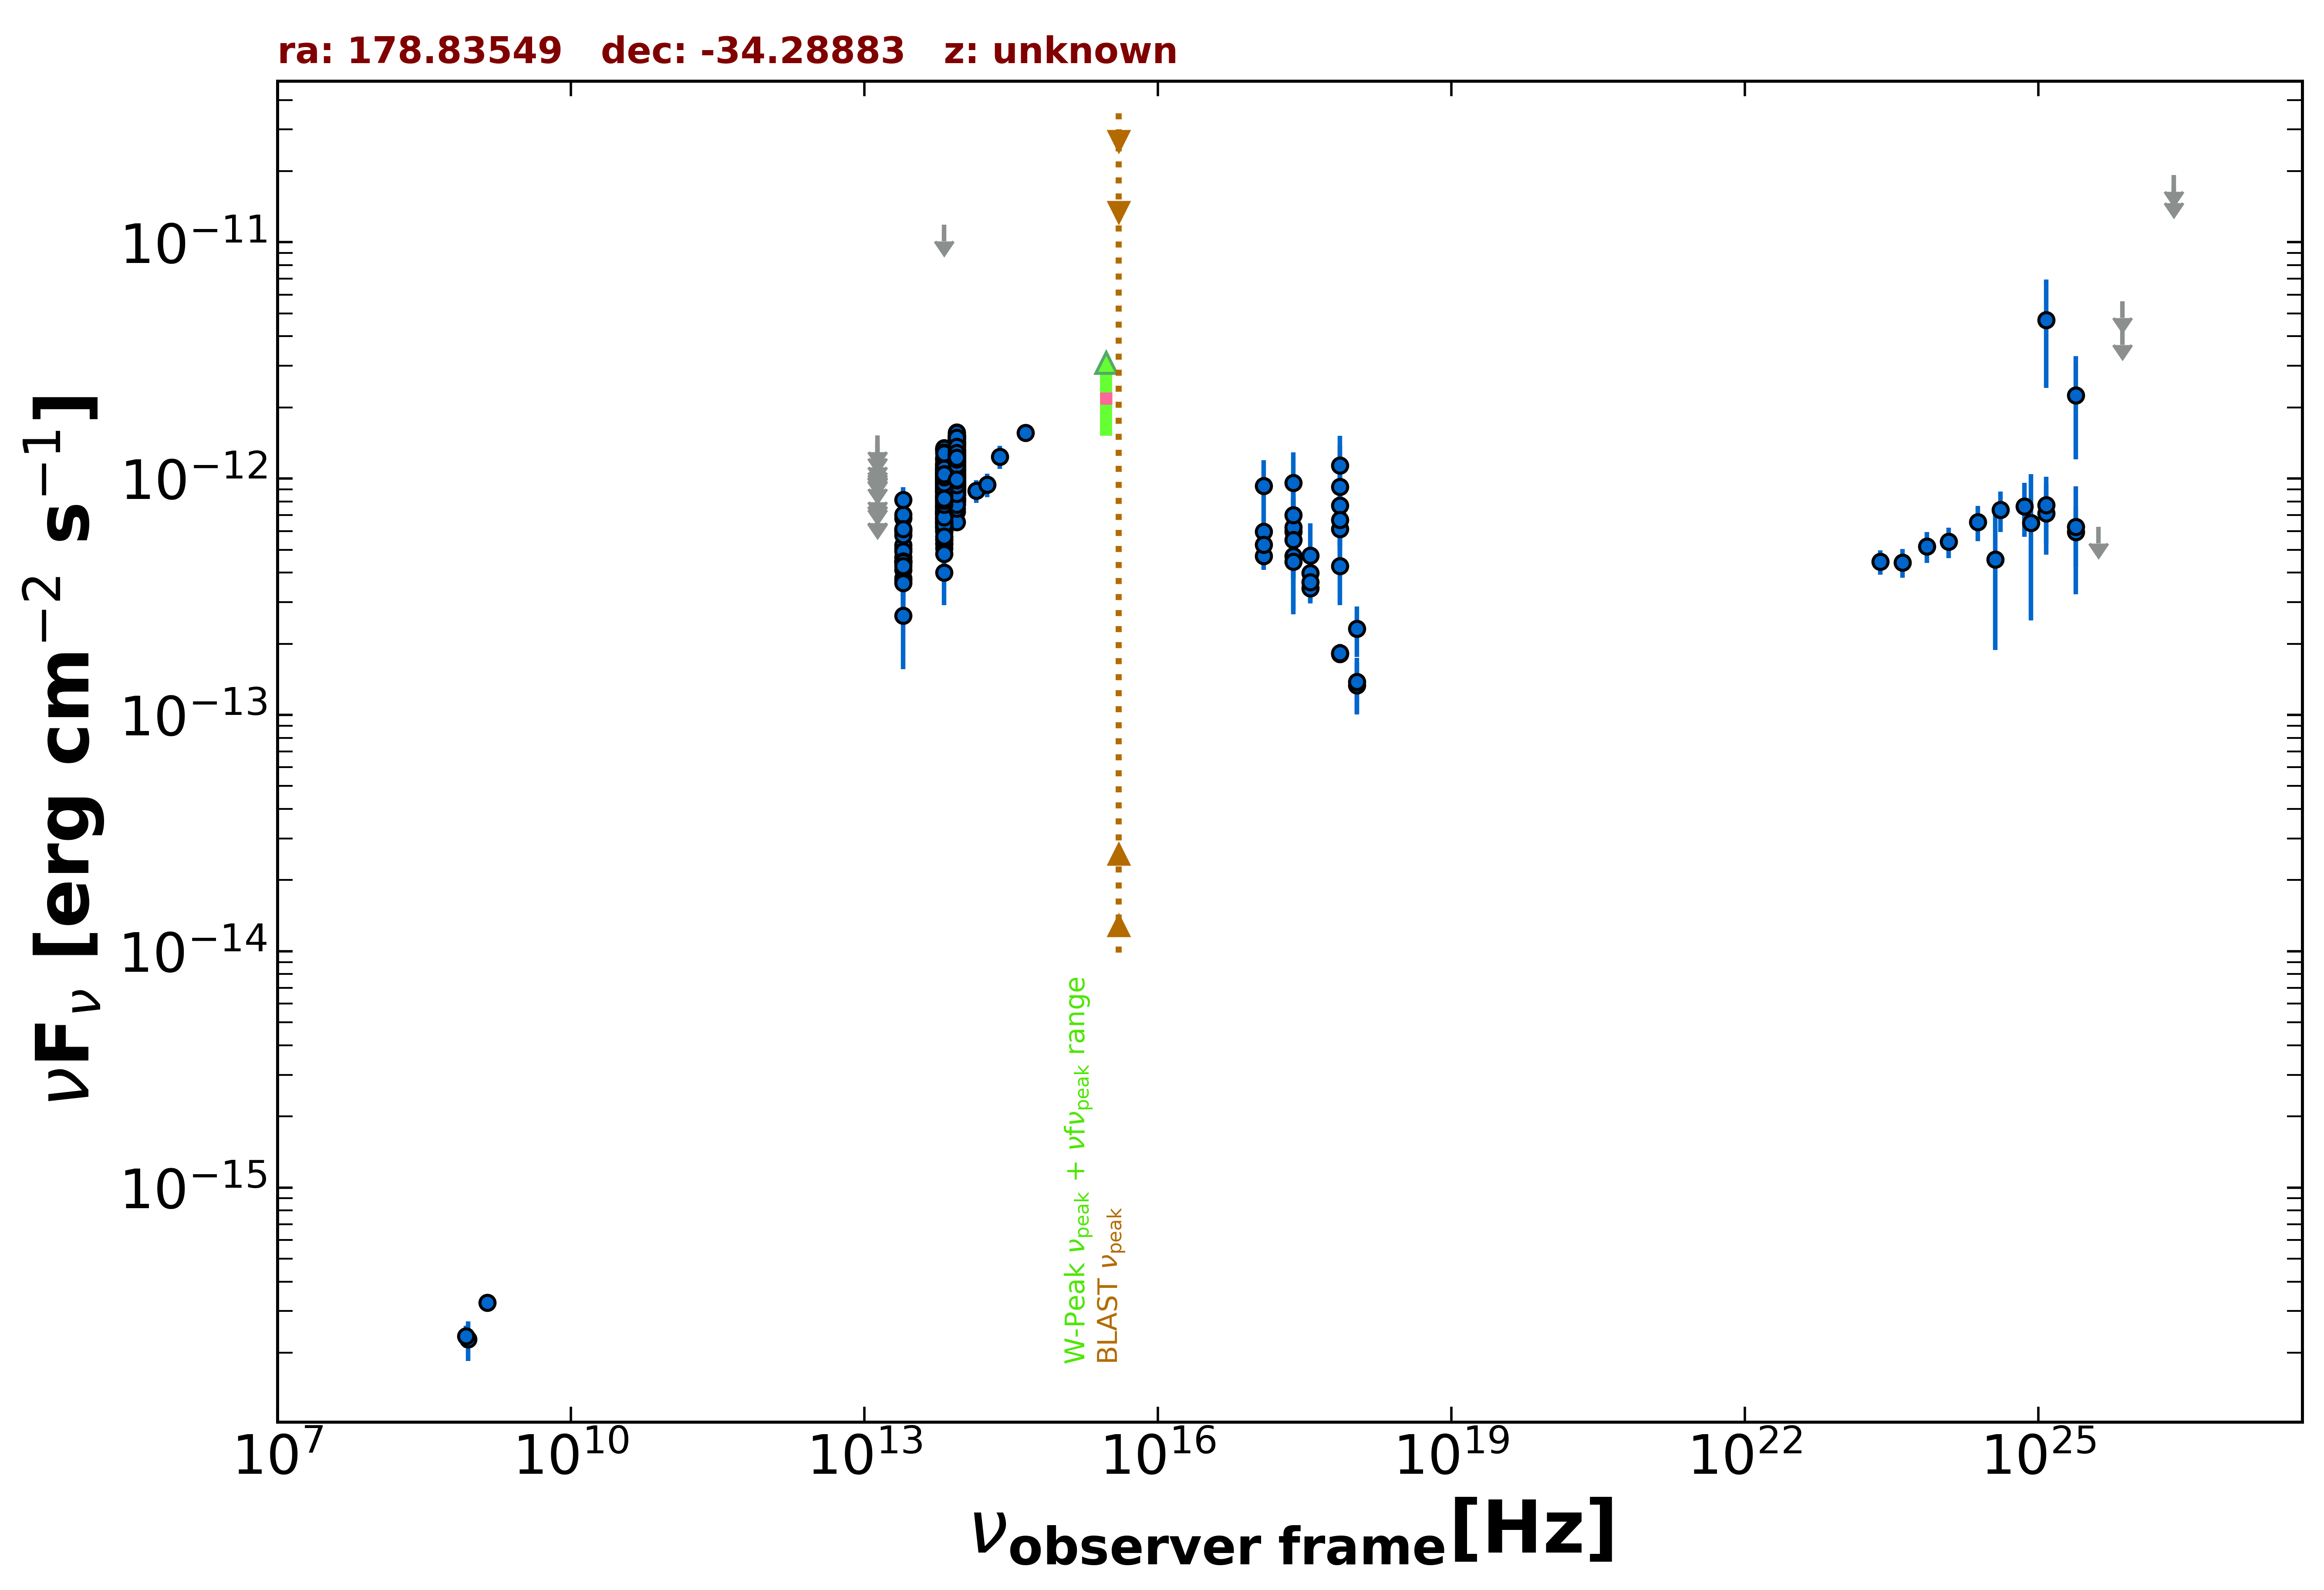 ra: 178.83549   dec: -34.28883   z: unknown
νFν [erg cm−2 s−1]
10−11
10−12
10−13
10−14
10−15
W-Peak νpeak + νfνpeak range
BLAST νpeak
107 1010 1013 1016 1019 1022 1025
νobserver frame[Hz]